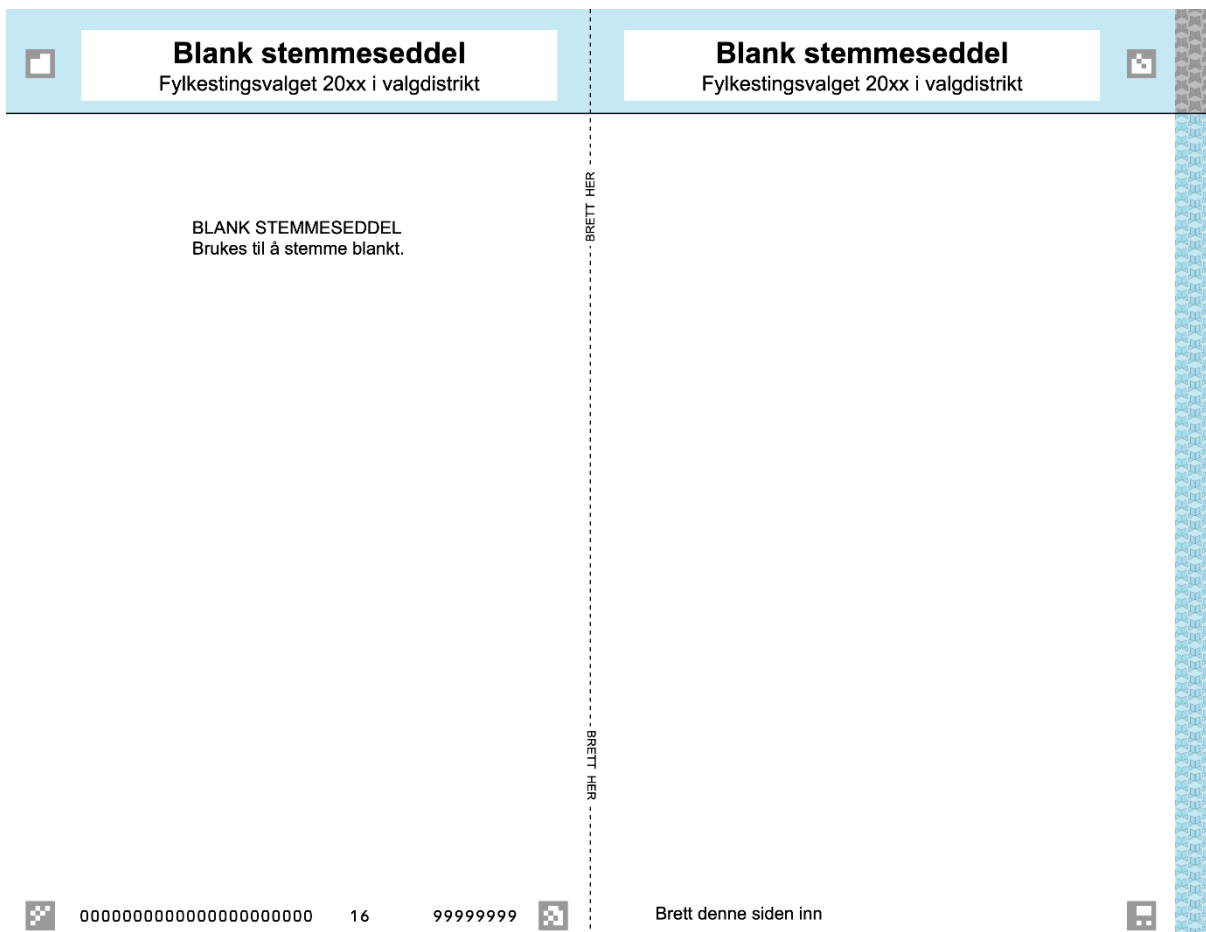 Blank stemmeseddel
Fylkestingsvalget 20xx i valgdistrikt
BLANK STEMMESEDDEL
Brukes til å stemme blankt.
0000000000000000000000 16 99999999
BRETT HER
BRETT HER
Blank stemmeseddel
Fylkestingsvalget 20xx i valgdistrikt
Brett denne siden inn